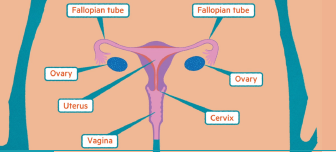 Fallopian tube
Fallopian tube
Ovary
Ovary
Uterus
Cervix
Vagina